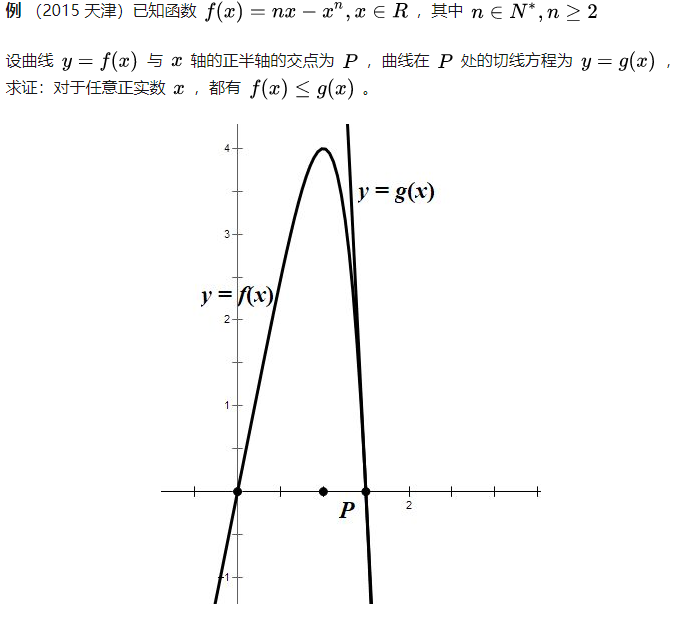 例 （2015 天津）已知函数 f(x) = nx − xⁿ, x ∈ R ，其中 n ∈ N*, n ≥ 2
设曲线 y = f(x) 与 x 轴的正半轴的交点为 P ，曲线在 P 处的切线方程为 y = g(x) ，
求证：对于任意正实数 x ，都有 f(x) ≤ g(x) 。
4
y = g(x)
3
y = f(x)
2
1
P
2
-1